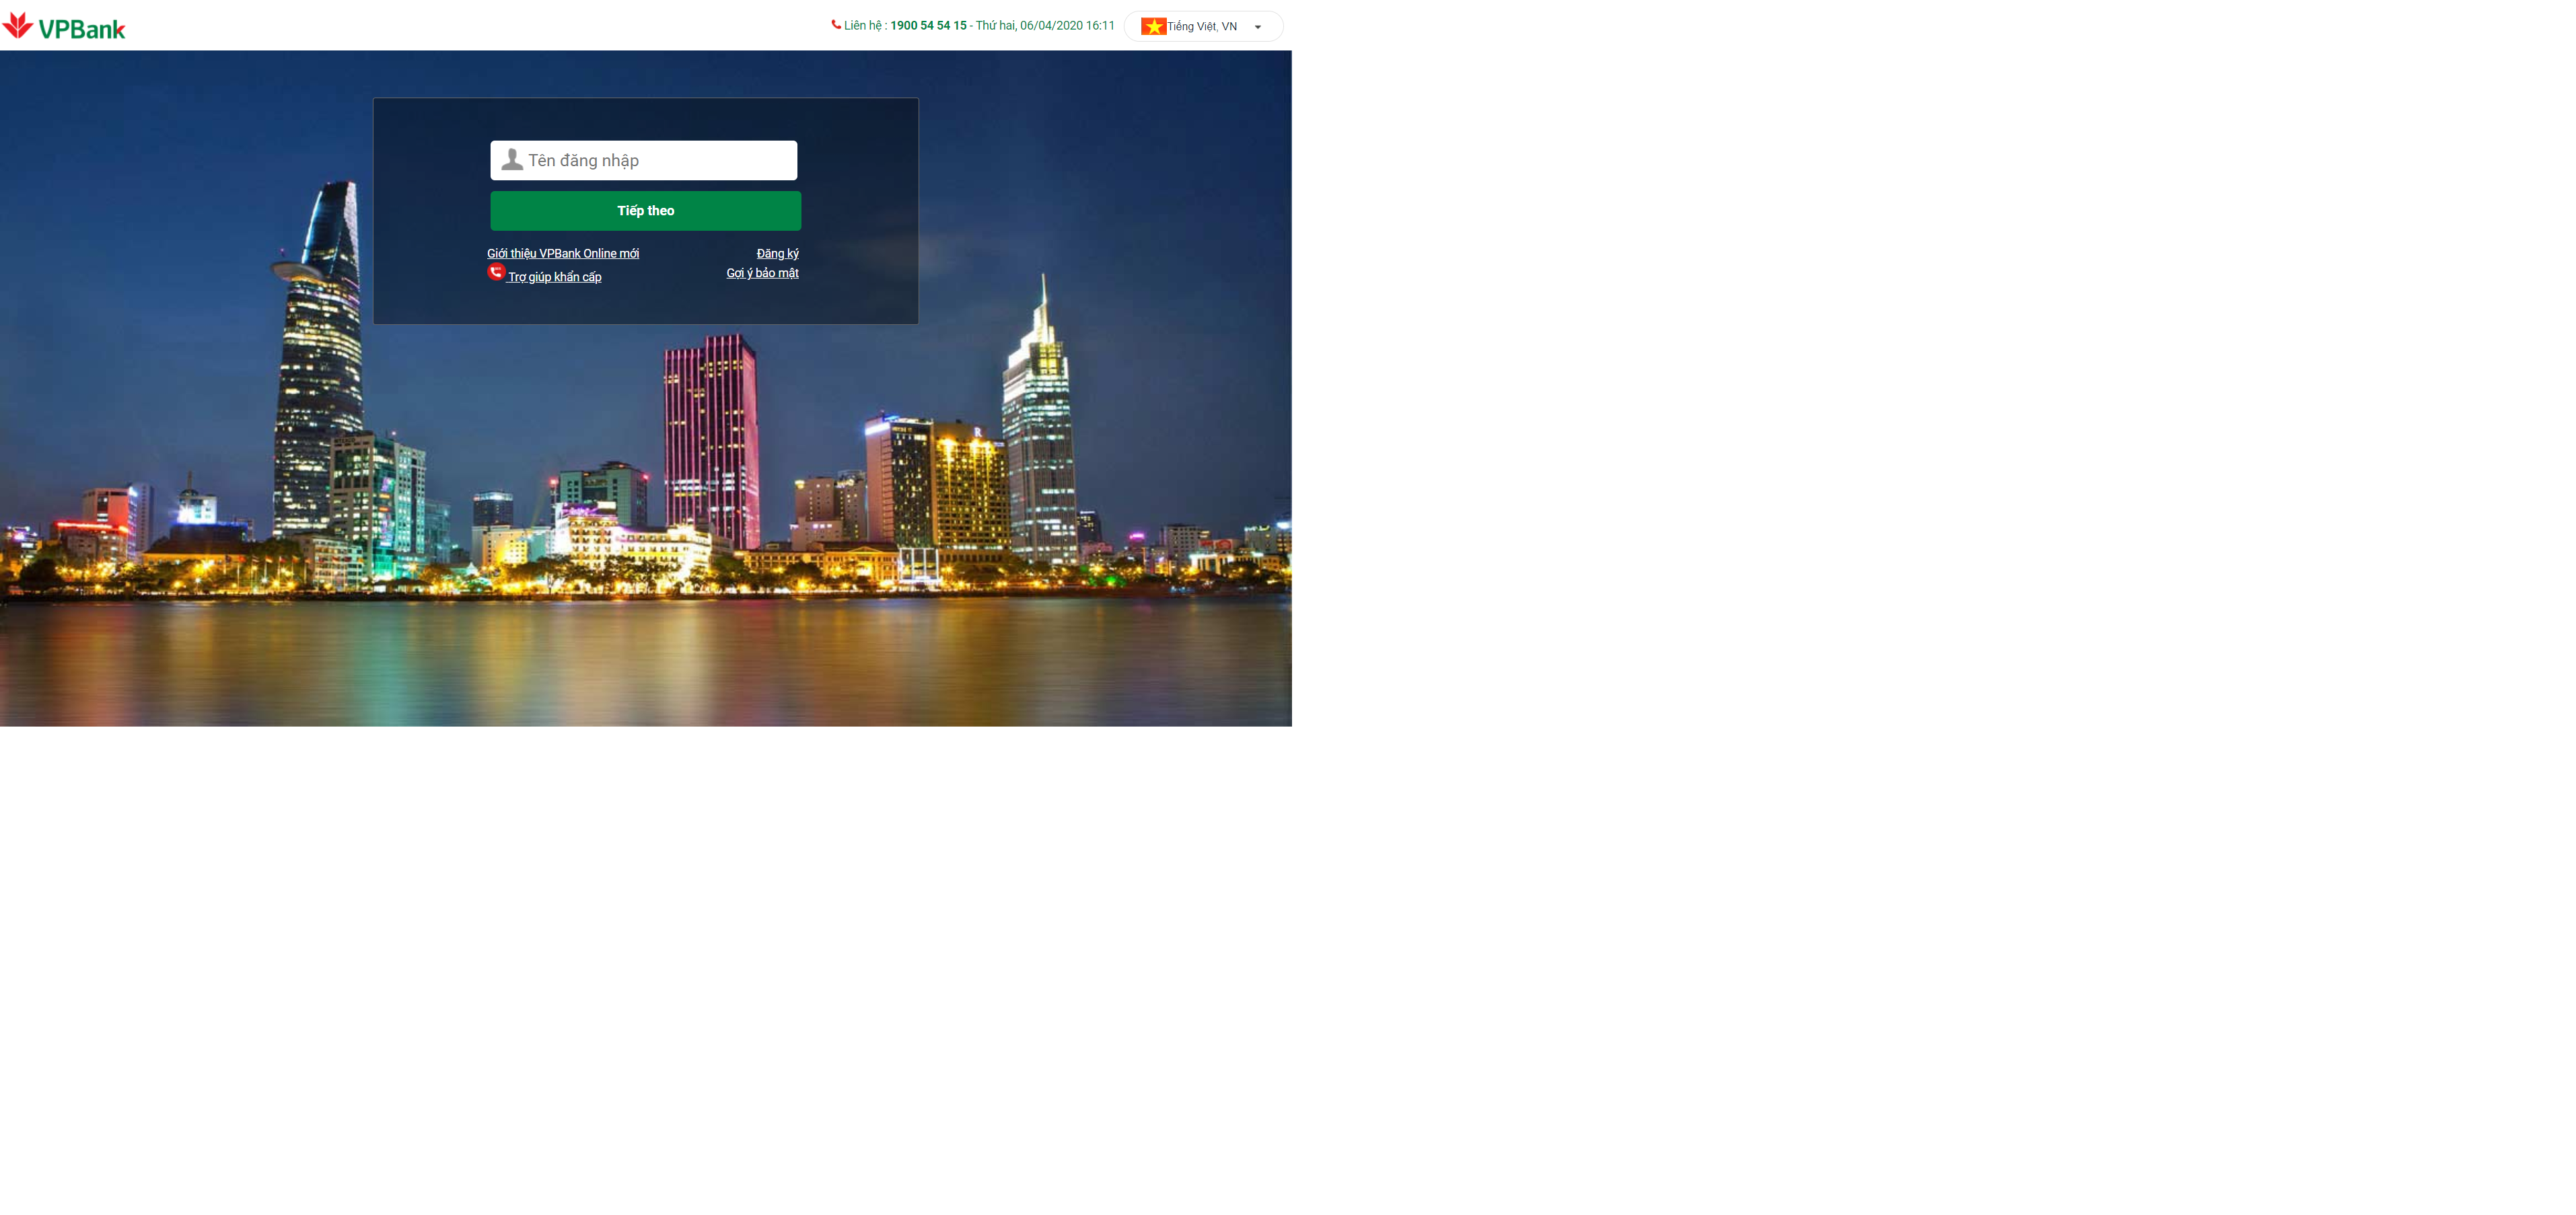 VPBank
Liên hệ : 1900 54 54 15 - Thứ hai, 06/04/2020 16:11
Tiếng Việt, VN
Tên đăng nhập
Tiếp theo
Giới thiệu VPBank Online mới
Đăng ký
Trợ giúp khẩn cấp
Gợi ý bảo mật